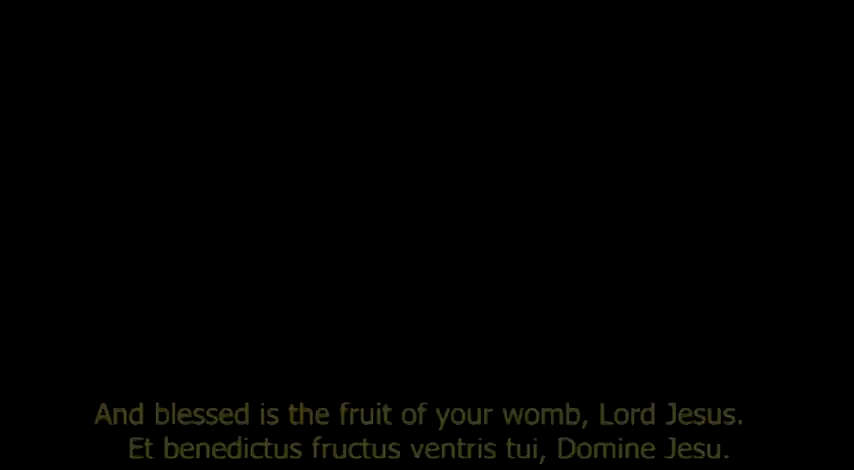 And blessed is the fruit of your womb, Lord Jesus.
Et benedictus fructus ventris tui, Domine Jesu.